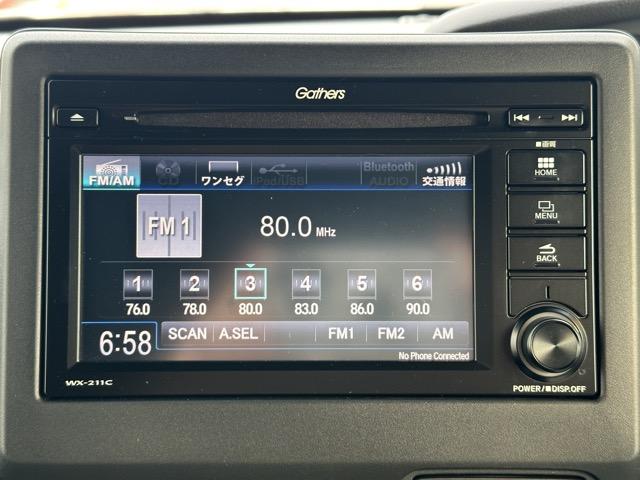 Gathers
画質
FM/AM CD ワンセグ iPod/USB Bluetooth AUDIO 交通情報
HOME
FM 1 80.0 MHz
MENU
BACK
1 2 3 4 5 6
76.0 78.0 80.0 83.0 86.0 90.0
6:58 SCAN A.SEL FM1 FM2 AM
No Phone Connected
WX-211C
POWER/DISP.OFF